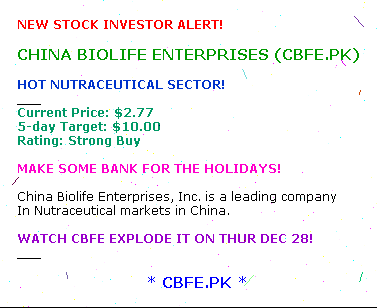 NEW STOCK INVESTOR ALERT!
CHINA BIOLIFE ENTERPRISES (CBFE.PK)
HOT NUTRACEUTICAL SECTOR!
Current Price: $2.77
5-day Target: $10.00
Rating: Strong Buy
MAKE SOME BANK FOR THE HOLIDAYS!
China Biolife Enterprises, Inc. is a leading company
In Nutraceutical markets in China.
WATCH CBFE EXPLODE IT ON THUR DEC 28!
* CBFE.PK *